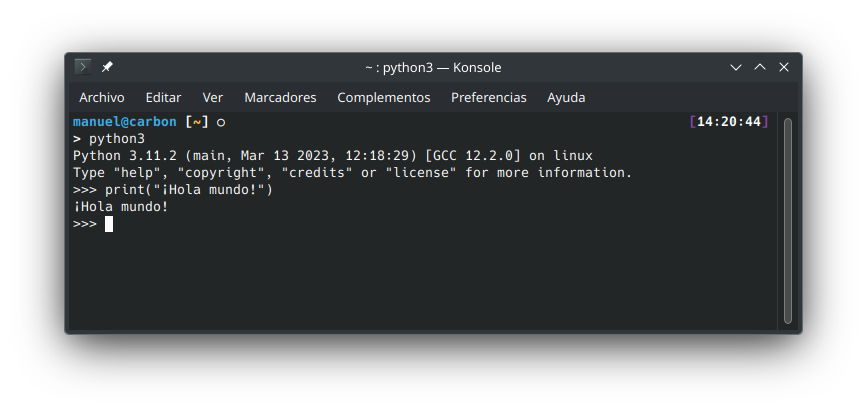 ~ : python3 — Konsole
Archivo Editar Ver Marcadores Complementos Preferencias Ayuda
manuel@carbon [~] ○ [14:20:44]
> python3
Python 3.11.2 (main, Mar 13 2023, 12:18:29) [GCC 12.2.0] on linux
Type "help", "copyright", "credits" or "license" for more information.
>>> print("¡Hola mundo!")
¡Hola mundo!
>>>